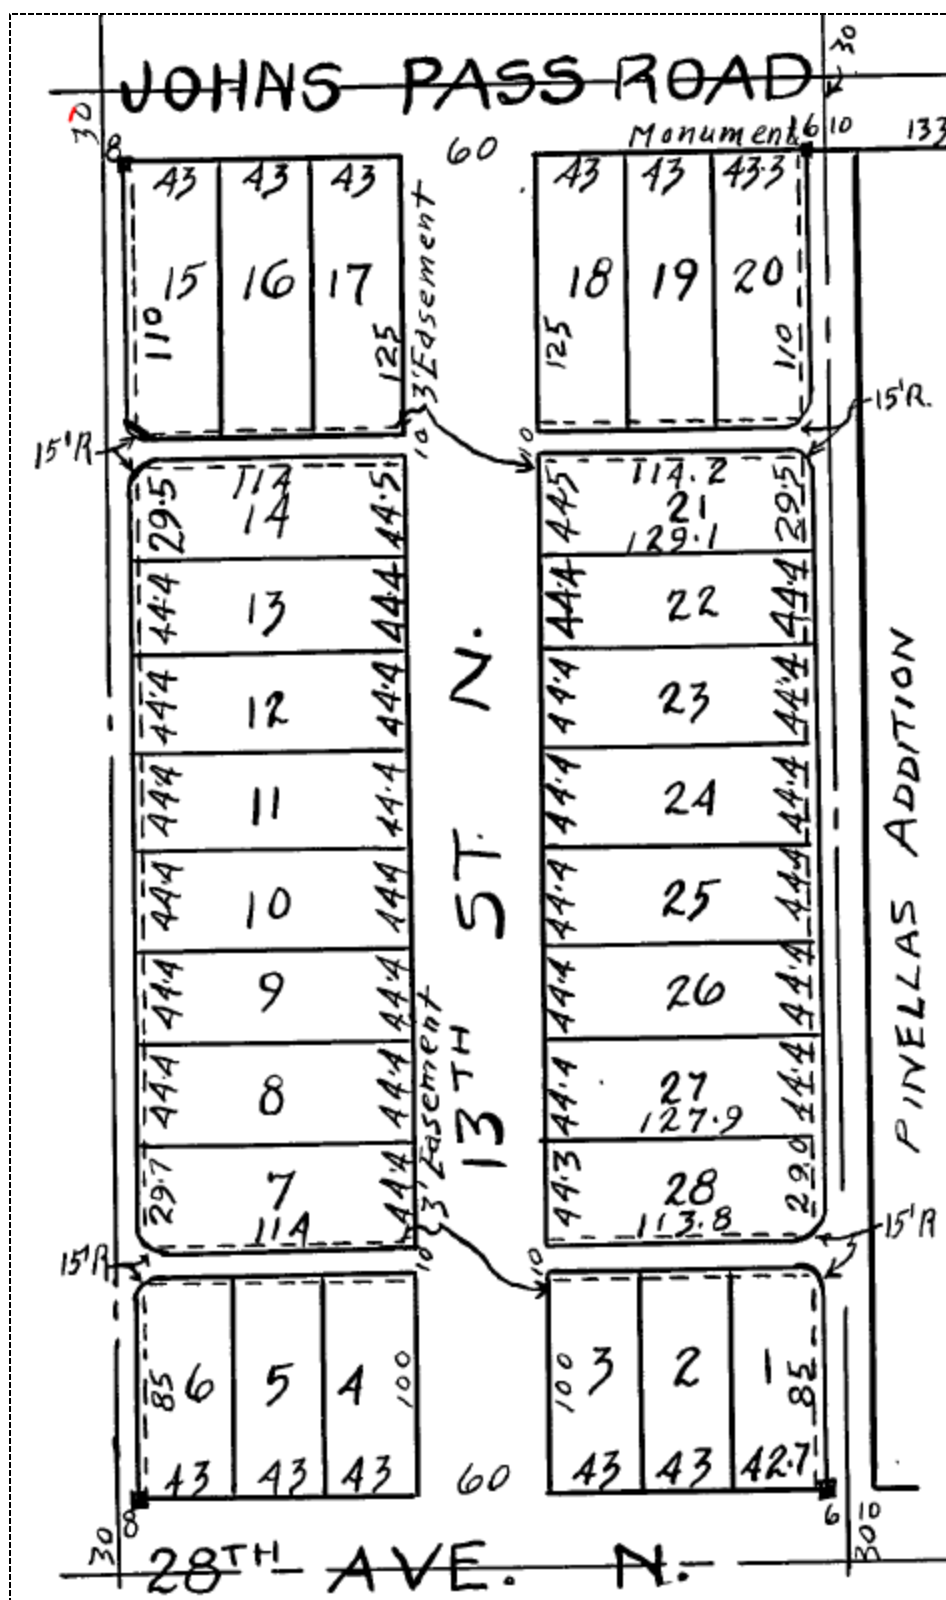 30
JOHNS PASS ROAD
30
8 60 Monument 6 10 133
43 43 43 43 43 43.3
3' Easement
15 16 17 18 19 20
110 125 125 110
15'R.
15'R
10 10
114 114.2
29.5 14 44.5 44.5 21 29.5
129.1
44.4 13 44.4 44.4 22 44.4
44.4 12 44.4 44.4 23 44.4
44.4 11 44.4 44.4 24 44.4
44.4 10 44.4 44.4 25 44.4
44.4 9 44.4 44.4 26 44.4
44.4 8 44.4 44.4 27 44.4
127.9
29.7 7 44.4 44.3 28 29.0
114 113.8
13TH ST. N.
PINELLAS ADDITION
3' Easement
15'R
15'R
10 10
85 6 5 4 100 100 3 2 1 85
43 43 43 60 43 43 42.7
8 6 10
30 30
28TH AVE. N.